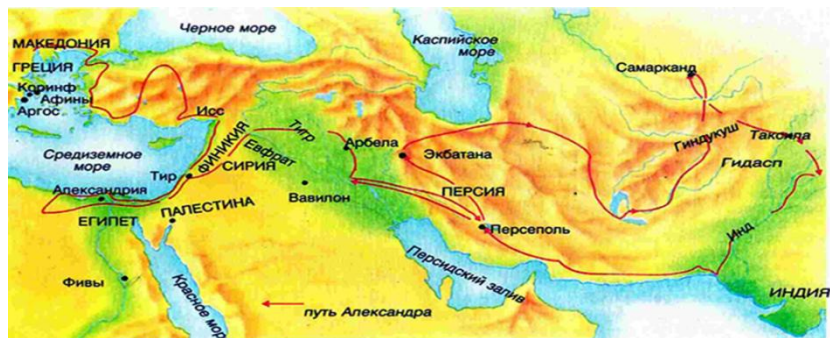 Черное море
Каспийское
море
МАКЕДОНИЯ
ГРЕЦИЯ
Коринф
Афины
Аргос
Самарканд
Исс
Тигр
Арбела
Экбатана
Гиндукуш
Таксила
Гидасп
Средиземное
море
ФИНИКИЯ
Евфрат
СИРИЯ
Тир
Александрия
Вавилон
ПЕРСИЯ
ЕГИПЕТ
ПАЛЕСТИНА
Персеполь
Инд
Фивы
Красное мор
Персидский залив
ИНДИЯ
путь Александра